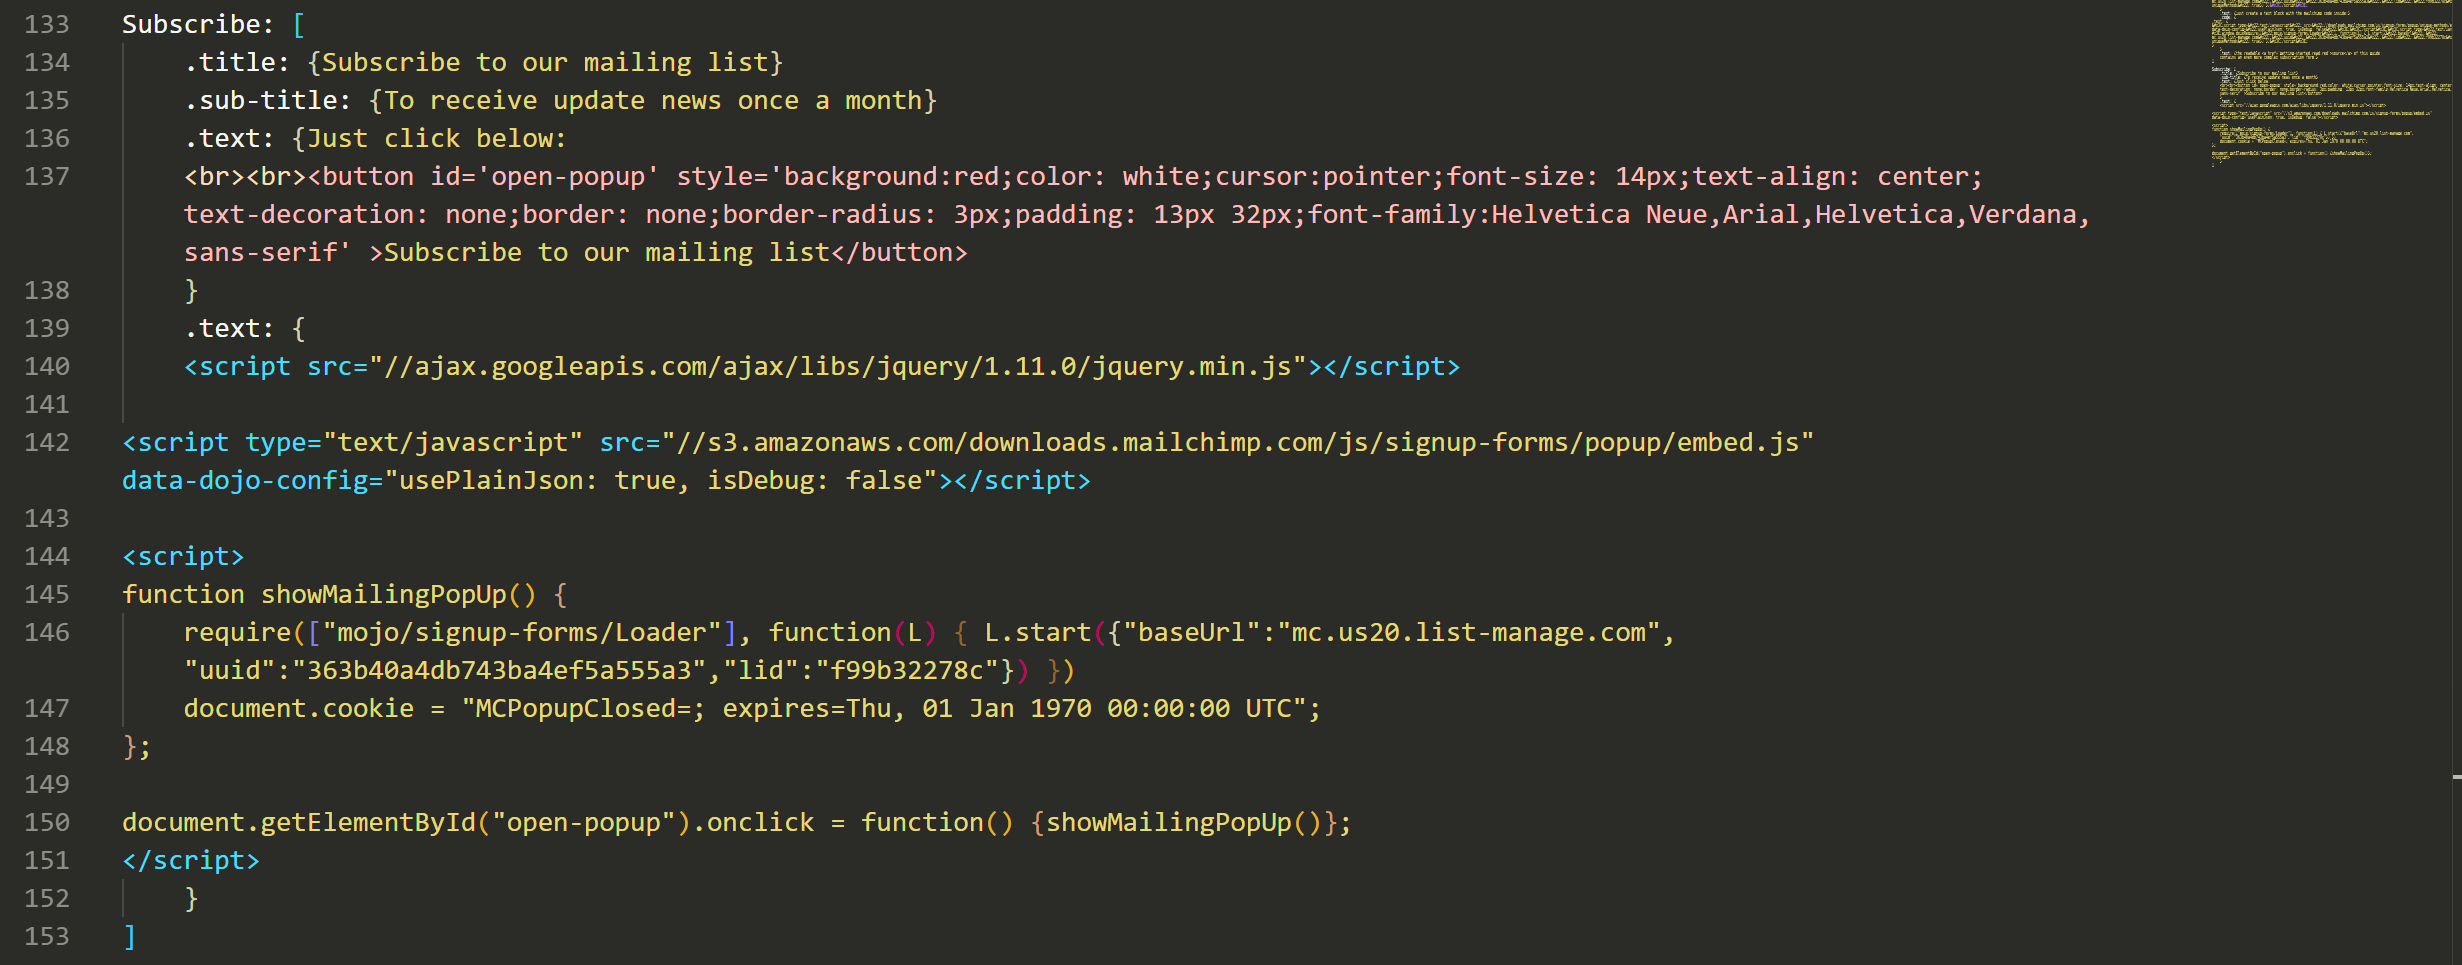 133 Subscribe: [
134 .title: {Subscribe to our mailing list}
135 .sub-title: {To receive update news once a month}
136 .text: {Just click below:
137 <br><br><button id='open-popup' style='background:red;color: white;cursor:pointer;font-size: 14px;text-align: center;
text-decoration: none;border: none;border-radius: 3px;padding: 13px 32px;font-family:Helvetica Neue,Arial,Helvetica,Verdana,
sans-serif' >Subscribe to our mailing list</button>
138 }
139 .text: {
140 <script src="//ajax.googleapis.com/ajax/libs/jquery/1.11.0/jquery.min.js"></script>
141
142 <script type="text/javascript" src="//s3.amazonaws.com/downloads.mailchimp.com/js/signup-forms/popup/embed.js"
data-dojo-config="usePlainJson: true, isDebug: false"></script>
143
144 <script>
145 function showMailingPopUp() {
146 require(["mojo/signup-forms/Loader"], function(L) { L.start({"baseUrl":"mc.us20.list-manage.com",
"uuid":"363b40a4db743ba4ef5a555a3","lid":"f99b32278c"}) })
147 document.cookie = "MCPopupClosed=; expires=Thu, 01 Jan 1970 00:00:00 UTC";
148 };
149
150 document.getElementById("open-popup").onclick = function() {showMailingPopUp()};
151 </script>
152 }
153 ]